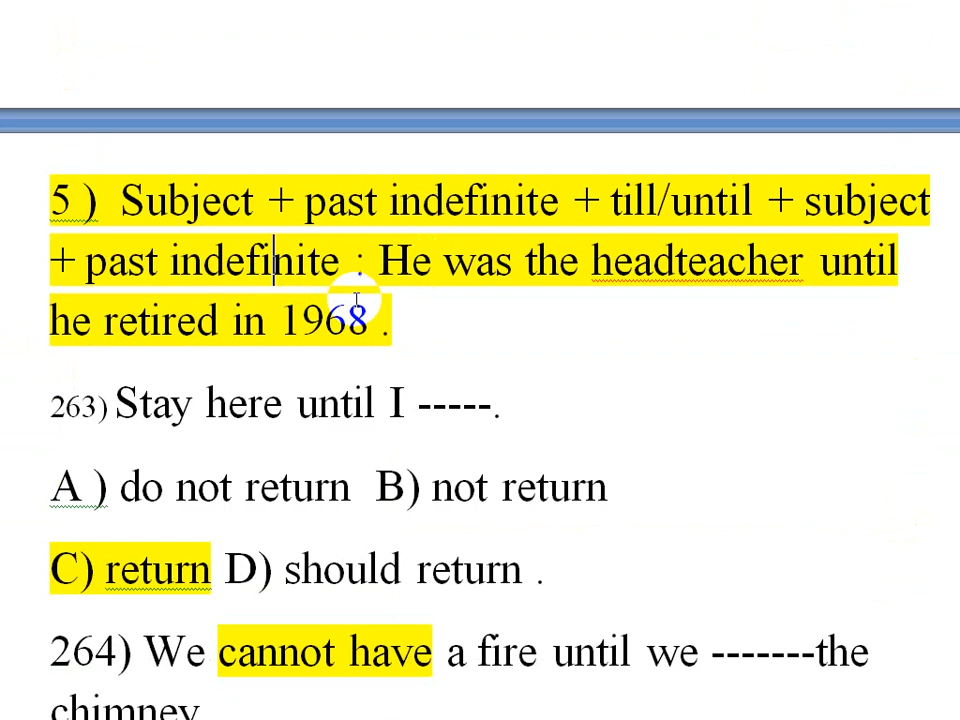 5 )  Subject + past indefinite + till/until + subject
+ past indefinite : He was the headteacher until
he retired in 1968 .
263) Stay here until I -----.
A ) do not return  B) not return
C) return D) should return .
264) We cannot have a fire until we -------the
chimney